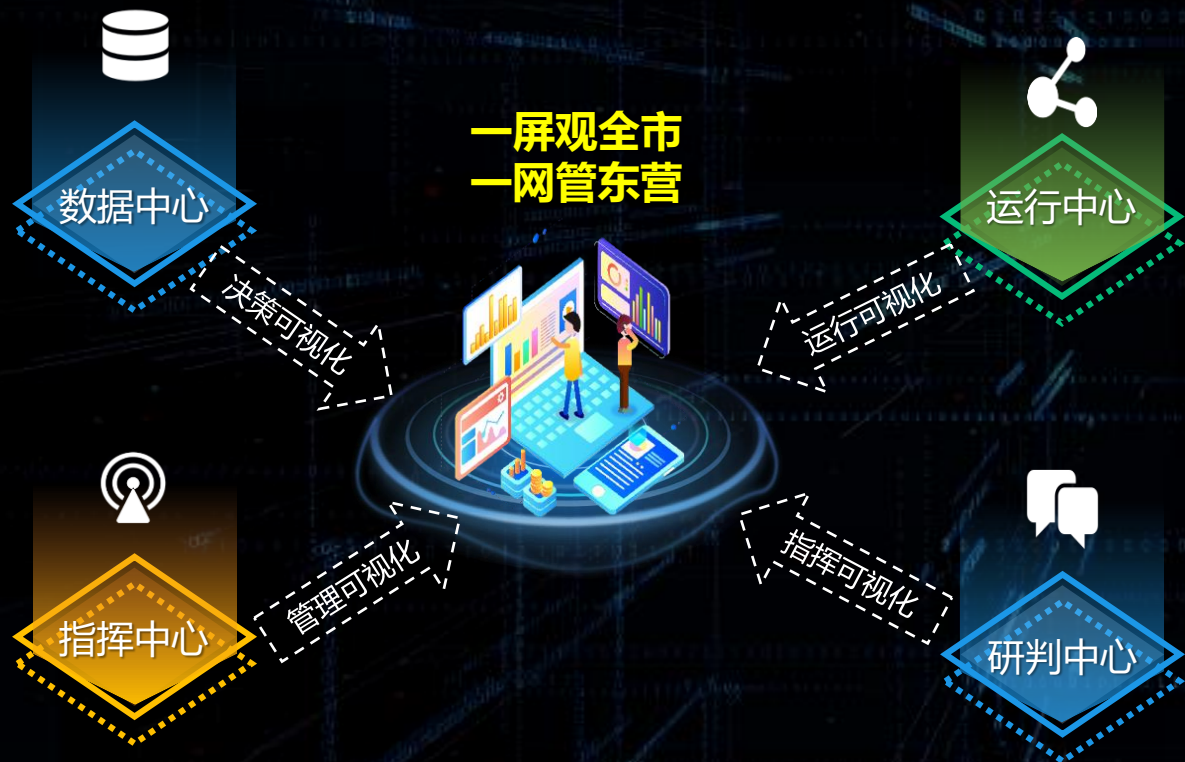 一屏观全市
一网管东营
数据中心
运行中心
决策可视化
运行可视化
管理可视化
指挥可视化
指挥中心
研判中心